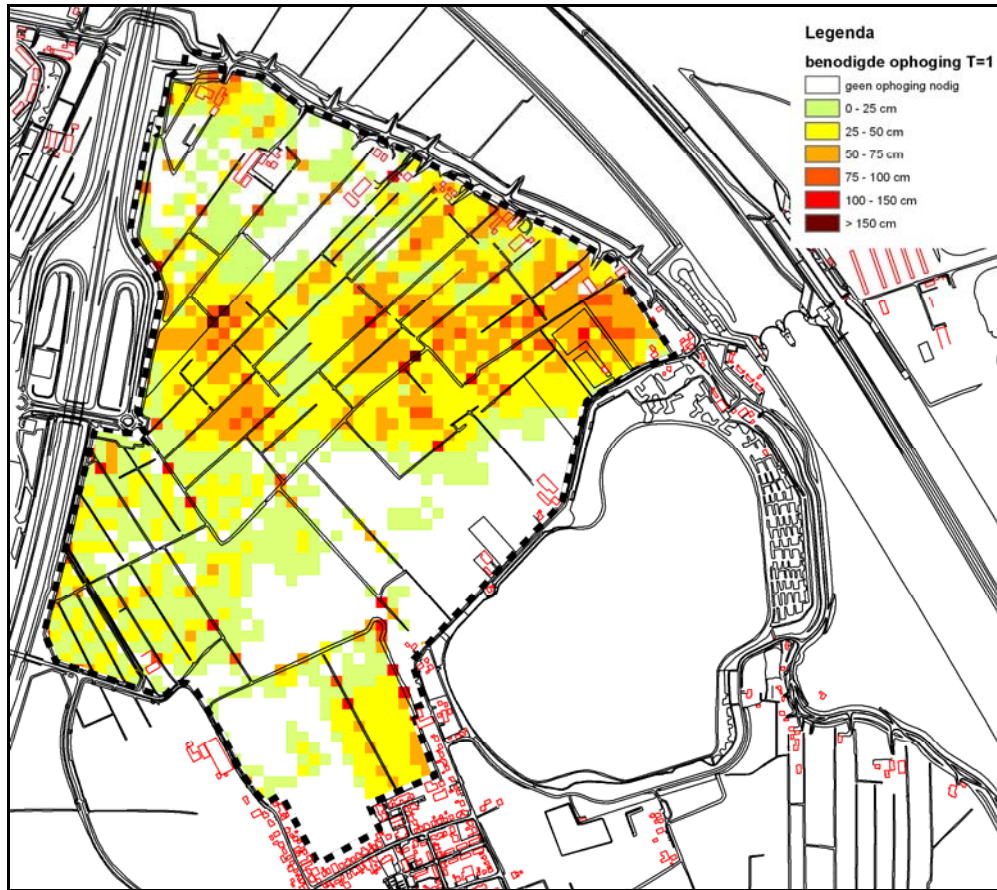 Legenda
benodigde ophoging T=1
geen ophoging nodig
0 - 25 cm
25 - 50 cm
50 - 75 cm
75 - 100 cm
100 - 150 cm
> 150 cm